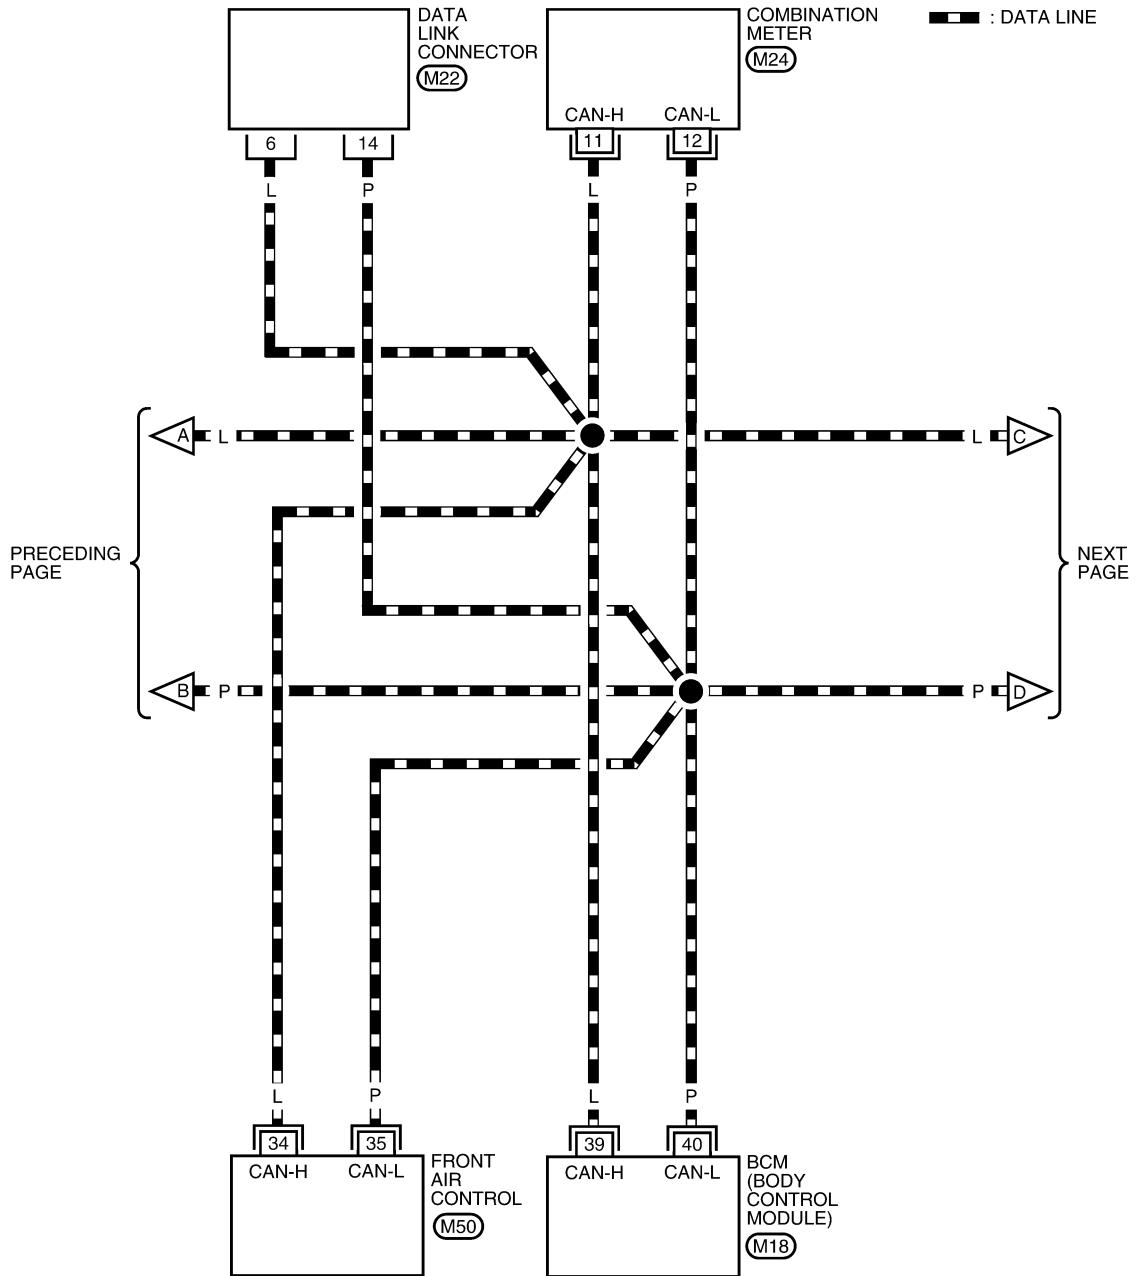 DATA
LINK
CONNECTOR
M22
COMBINATION
METER
M24
: DATA LINE
CAN-H CAN-L
6 14 11 12
L P L P
A L L C
PRECEDING
PAGE
NEXT
PAGE
B P P D
L P L P
34 35 39 40
CAN-H CAN-L
FRONT
AIR
CONTROL
M50
CAN-H CAN-L
BCM
(BODY
CONTROL
MODULE)
M18